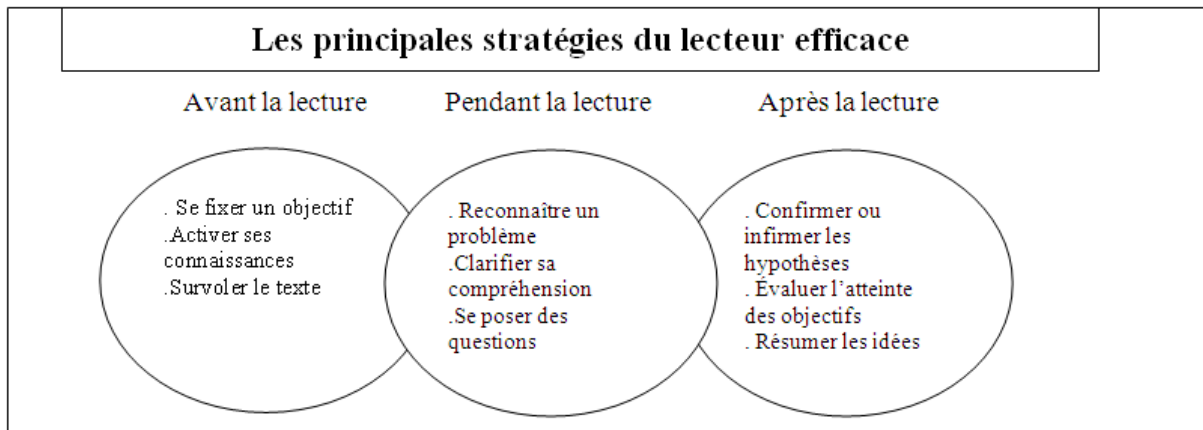 Les principales stratégies du lecteur efficace
Avant la lecture
Pendant la lecture
Après la lecture
. Se fixer un objectif
.Activer ses
connaissances
.Survoler le texte
. Reconnaître un
problème
.Clarifier sa
compréhension
.Se poser des
questions
. Confirmer ou
infirmer les
hypothèses
. Évaluer l’atteinte
des objectifs
. Résumer les idées